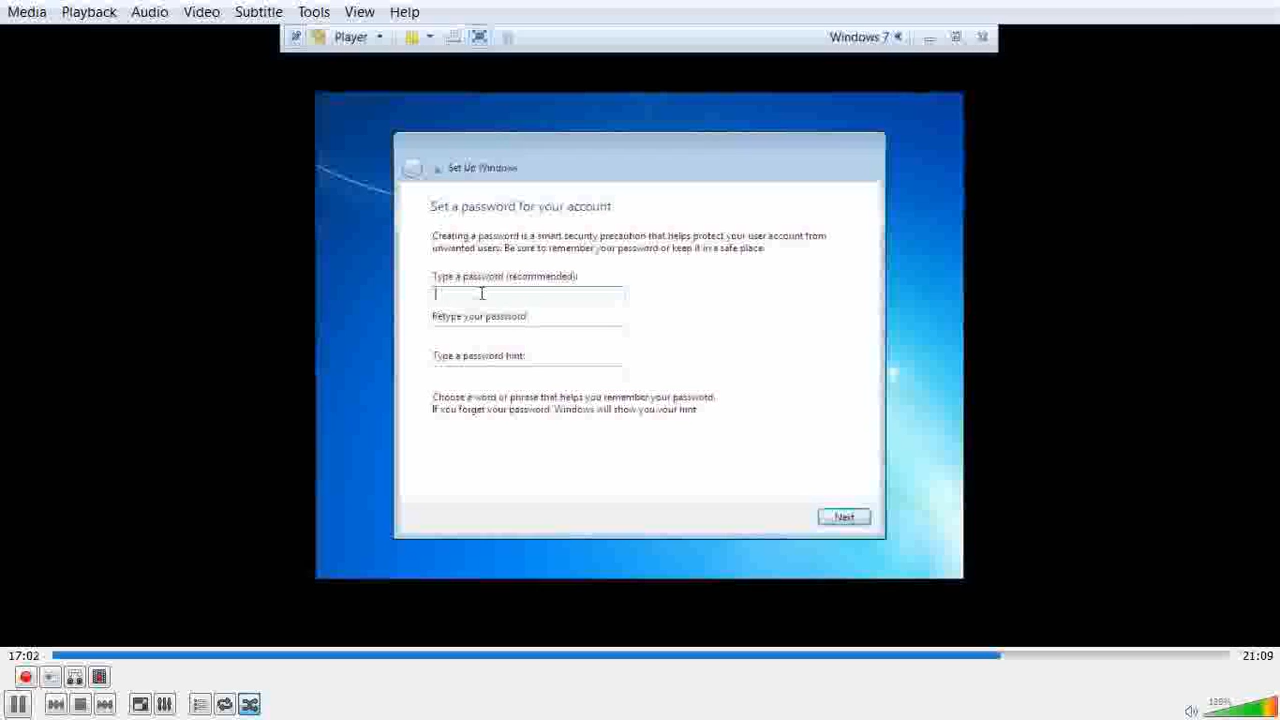 Media Playback Audio Video Subtitle Tools View Help
Player Windows 7
Set Up Windows
Set a password for your account
Creating a password is a smart security precaution that helps protect your user account from
unwanted users. Be sure to remember your password or keep it in a safe place.
Type a password (recommended):
Retype your password
Type a password hint:
Choose a word or phrase that helps you remember your password.
If you forget your password, Windows will show you your hint
Next
17:02 21:09